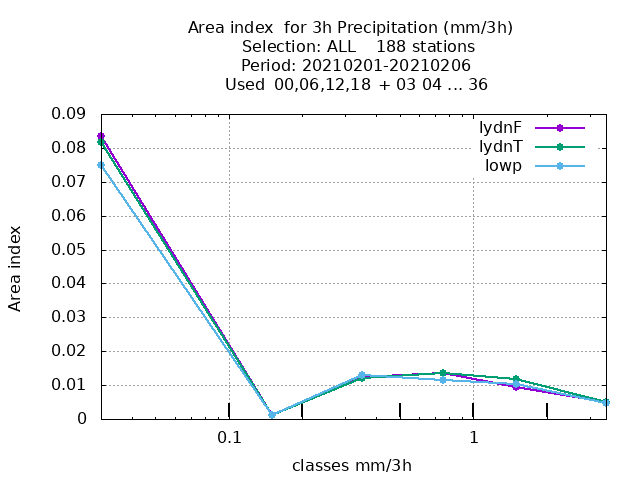 Area index  for 3h Precipitation (mm/3h)
Selection: ALL    188 stations
Period: 20210201-20210206
Used  00,06,12,18  + 03 04 ... 36
0.09
0.08
0.07
0.06
0.05
0.04
0.03
0.02
0.01
0
Area index
lydnF
lydnT
lowp
0.1
1
classes mm/3h